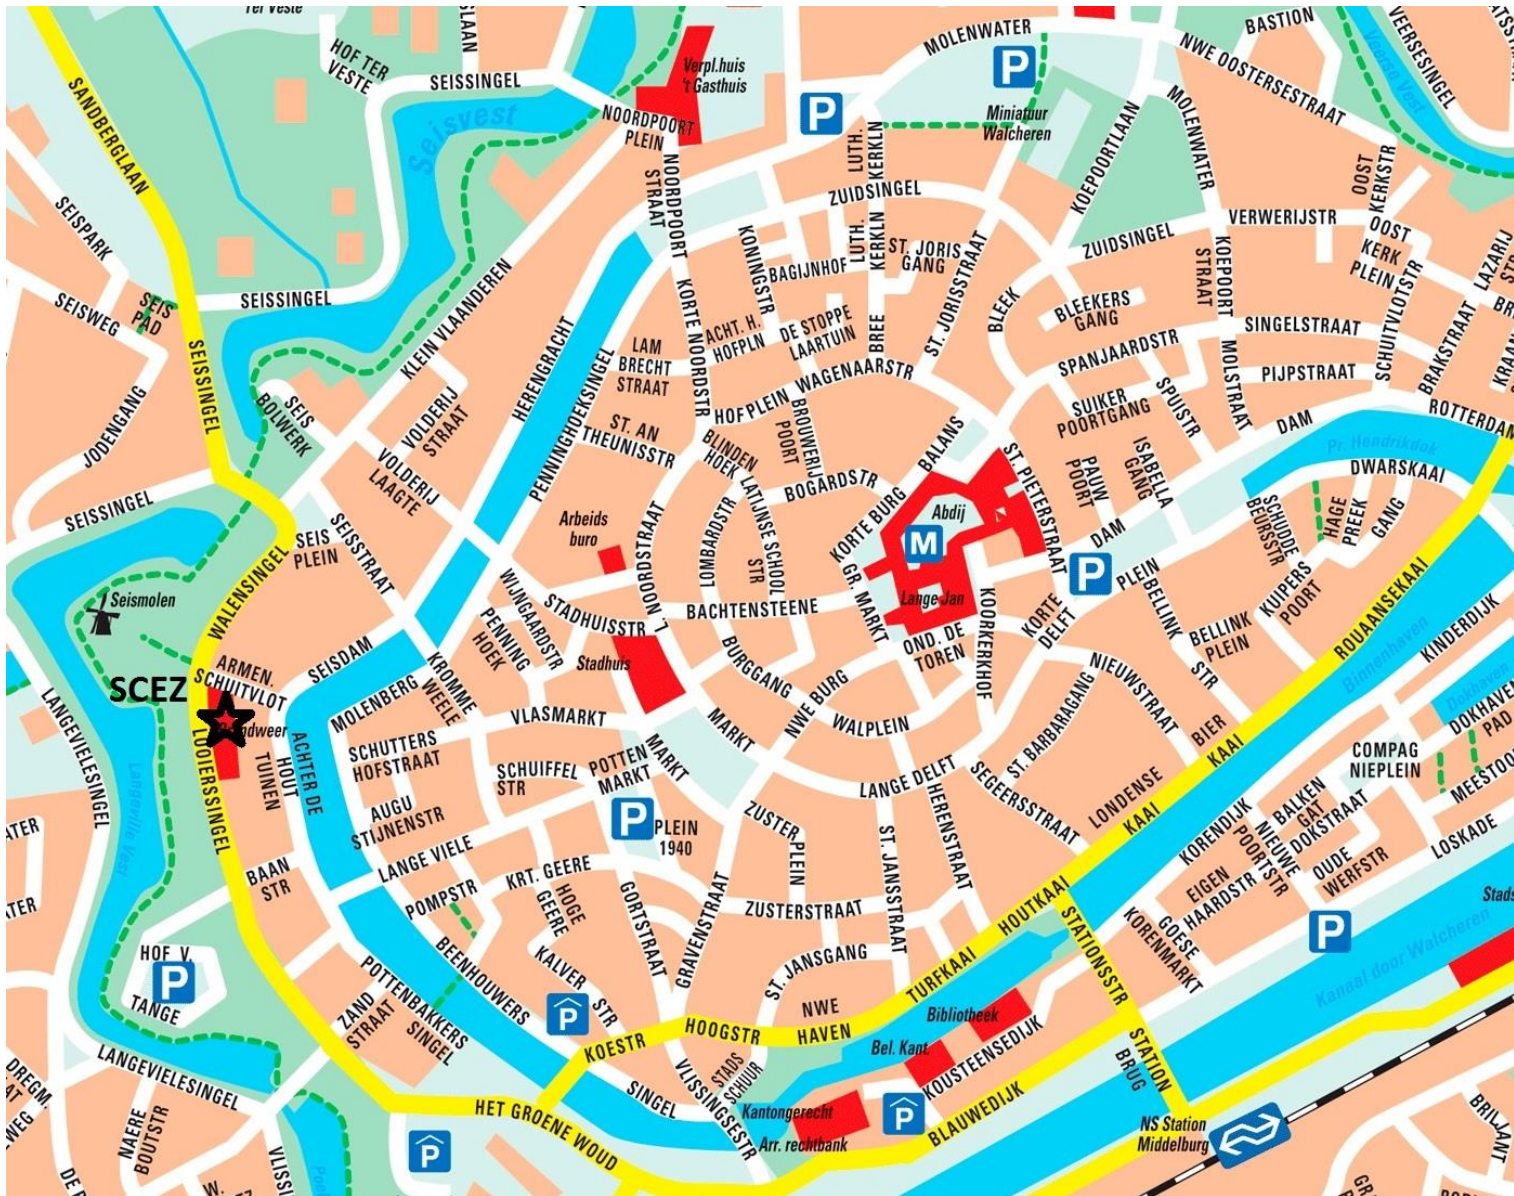 Ter Veste
SLAAN
HOF TER
VESTE
SEISSINGEL
Seisvest
SANDBERGLAAN
Verpl.huis
't Gasthuis
NOORDPOORT
PLEIN
MOLENWATER
P
P
Miniatuur
Walcheren
BASTION
NWE OOSTERSESTRAAT
VEERSESINGEL
Veerse Vest
MOLENWATER
KOEPOORTLAAN
LUTH.
KERKLN
OOST
KERKSTR
SEISPARK
NOORDPOORT
STRAAT
ZUIDSINGEL
ZUIDSINGEL
VERWERIJSTR
OOST
KERK
PLEIN
LAZARIJ
KONINGSTR
BAGIJNHOF
LUTH.
KERKLN
ST. JORIS
GANG
ST. JORISSTRAAT
BLEEK
BLEEKERS
GANG
KOEPOORT
STRAAT
SEISWEG
SEIS
PAD
SEISSINGEL
KLEIN VLAANDEREN
KORTE NOORDSTR
ACHT. H.
HOFPLN
DE STOPPE
LAARTUIN
BREE
SINGELSTRAAT
SCHUITVLOTSTR
BRAKSTRAAT
SEISSINGEL
HERENGRACHT
PENNINGHOEKSINGEL
LAM
BRECHT
STRAAT
HOFPLEIN
WAGENAARSTR
SPANJAARDSTR
SUIKER
POORTGANG
SPUISTR
MOLSTRAAT
PIJPSTRAAT
JODENGANG
SEIS
BOLWERK
VOLDERIJ
STRAAT
VOLDERIJ
LAAGTE
ST. AN
THEUNISSTR
BLINDEN
HOEK
BROUWERIJ
POORT
BALANS
BOGARDSTR
KORTE BURG
ST. PIETERSTRAAT
PAUW
POORT
ISABELLA
GANG
DAM
Pr. Hendrikdok
ROTTERDAM
DWARSKAAI
SEISSINGEL
Arbeids
buro
LOMBARDSTR
LATIJNSE SCHOOL
STR
Abdij
M
Lange Jan
DAM
P
PLEIN
SCHUDDE
BEURSSTR
HAGE
PREEK
GANG
SEIS
PLEIN
SEISSTRAAT
WALENSINGEL
Seismolen
WIJNGAARDSTR
STADHUISSTR
L. NOORDSTRAAT
BACHTENSTEENE
GR. MARKT
OND. DE
TOREN
KOORKERKHOF
KORTE
DELFT
BELLINK
STR
BELLINK
PLEIN
KUIPERS
POORT
ROUAANSEKAAI
Binnenhaven
KINDERDIJK
PENNING
HOEK
Stadhuis
ARMEN.
SCHUITVLOT
SCEZ
SEISDAM
MOLENBERG
KROMME
WEELE
BURGGANG
NWE BURG
WALPLEIN
NIEUWSTRAAT
ST. BARBARAGANG
Dokhaven
DOKHAVEN
PAD
LANGEVIELESINGEL
LOOIERSSINGEL
TUINEN
HOUT
ACHTER DE
VLASMARKT
SCHUTTERS
HOFSTRAAT
SCHUIFFEL
STR
POTTEN
MARKT
MARKT
MARKT
LANGE DELFT
BIER
KAAI
COMPAG
NIEPLEIN
MEESTOO
Langeviele Vest
AUGU
STIJNENSTR
P
PLEIN
1940
ZUSTER
PLEIN
SEGEERSSTRAAT
LONDENSE
KAAI
BALKEN
GAT
DOKSTRAAT
KORENDIJK
NIEUWE
POORTSTR
LOSKADE
OUDE
WERFSTR
BAAN
STR
LANGE VIELE
POMPSTR
KRT. GEERE
HOGE
GEERE
GORTSTRAAT
ST. JANSSTRAAT
HERENSTRAAT
EIGEN
HAARDSTR
ZUSTERSTRAAT
HOUTKAAI
GOESE
KORENMARKT
P
Kanaal door Walcheren
Stads
HOF V.
P
TANGE
BEENHOUWERS
SINGEL
KALVER
STR
GRAVENSTRAAT
ST. JANSGANG
TURFKAAI
STATIONSSTR
ZAND
STRAAT
POTTENBAKKERS
SINGEL
P
KOESTR
HOOGSTR
NWE
HAVEN
Bibliotheek
Bel. Kant.
KOUSTEENSEDIJK
STATION
BRUG
LANGEVIELESINGEL
STADS
SCHUUR
VLISSINGSESTR
Kantongerecht
Arr. rechtbank
P
BLAUWEDIJK
NS Station
Middelburg
HET GROENE WOUD
P
NAERE
BOUTSTR
DREGM.
WEG
VLISSI
W.
BRILJANT